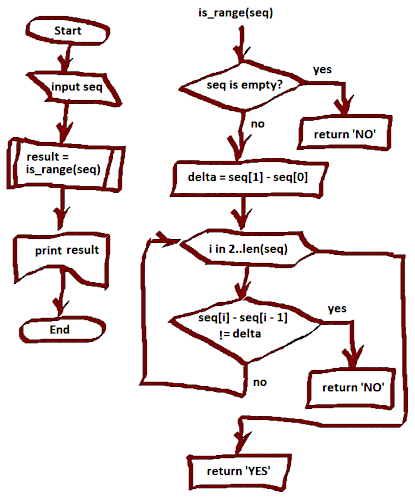 Start
input seq
result =
is_range(seq)
print result
End
is_range(seq)
seq is empty?
yes
no
return 'NO'
delta = seq[1] - seq[0]
i in 2..len(seq)
seq[i] - seq[i - 1]
!= delta
yes
no
return 'NO'
return 'YES'